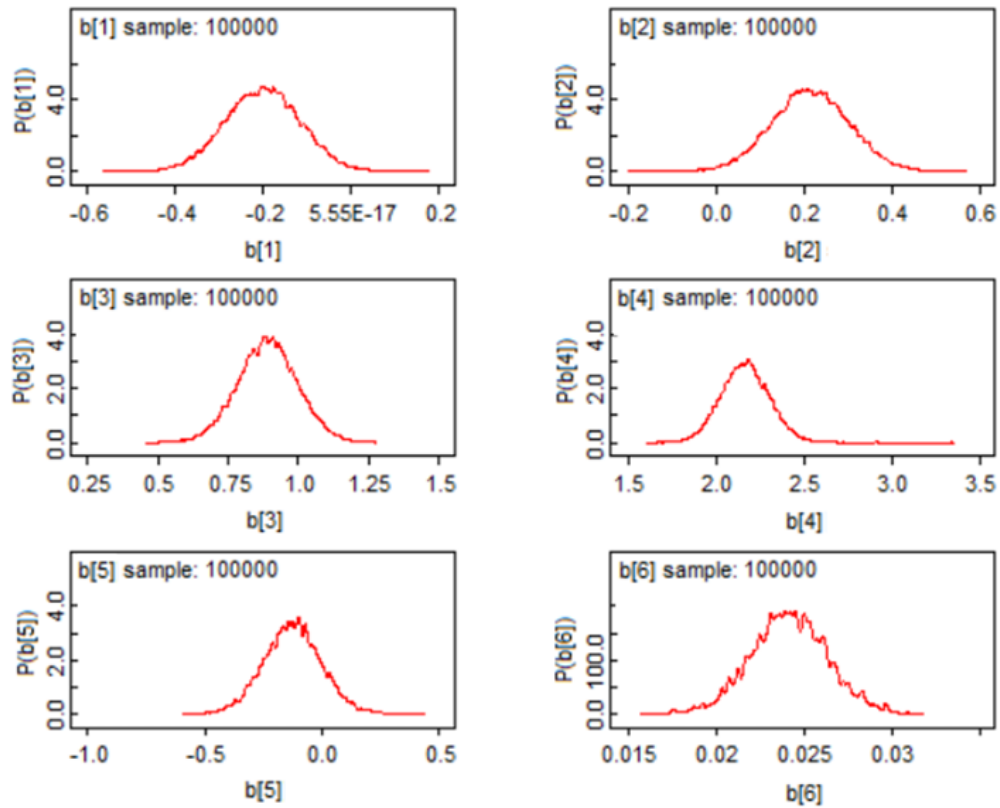 b[1] sample: 100000
P(b[1])
4.0
0.0
-0.6 -0.4 -0.2 5.55E-17 0.2
b[1]
b[2] sample: 100000
P(b[2])
4.0
0.0
-0.2 0.0 0.2 0.4 0.6
b[2]
b[3] sample: 100000
P(b[3])
4.0
2.0
0.0
0.25 0.5 0.75 1.0 1.25 1.5
b[3]
b[4] sample: 100000
P(b[4])
4.0
2.0
0.0
1.5 2.0 2.5 3.0 3.5
b[4]
b[5] sample: 100000
P(b[5])
4.0
2.0
0.0
-1.0 -0.5 0.0 0.5
b[5]
b[6] sample: 100000
P(b[6])
100.0
0.0
0.015 0.02 0.025 0.03
b[6]